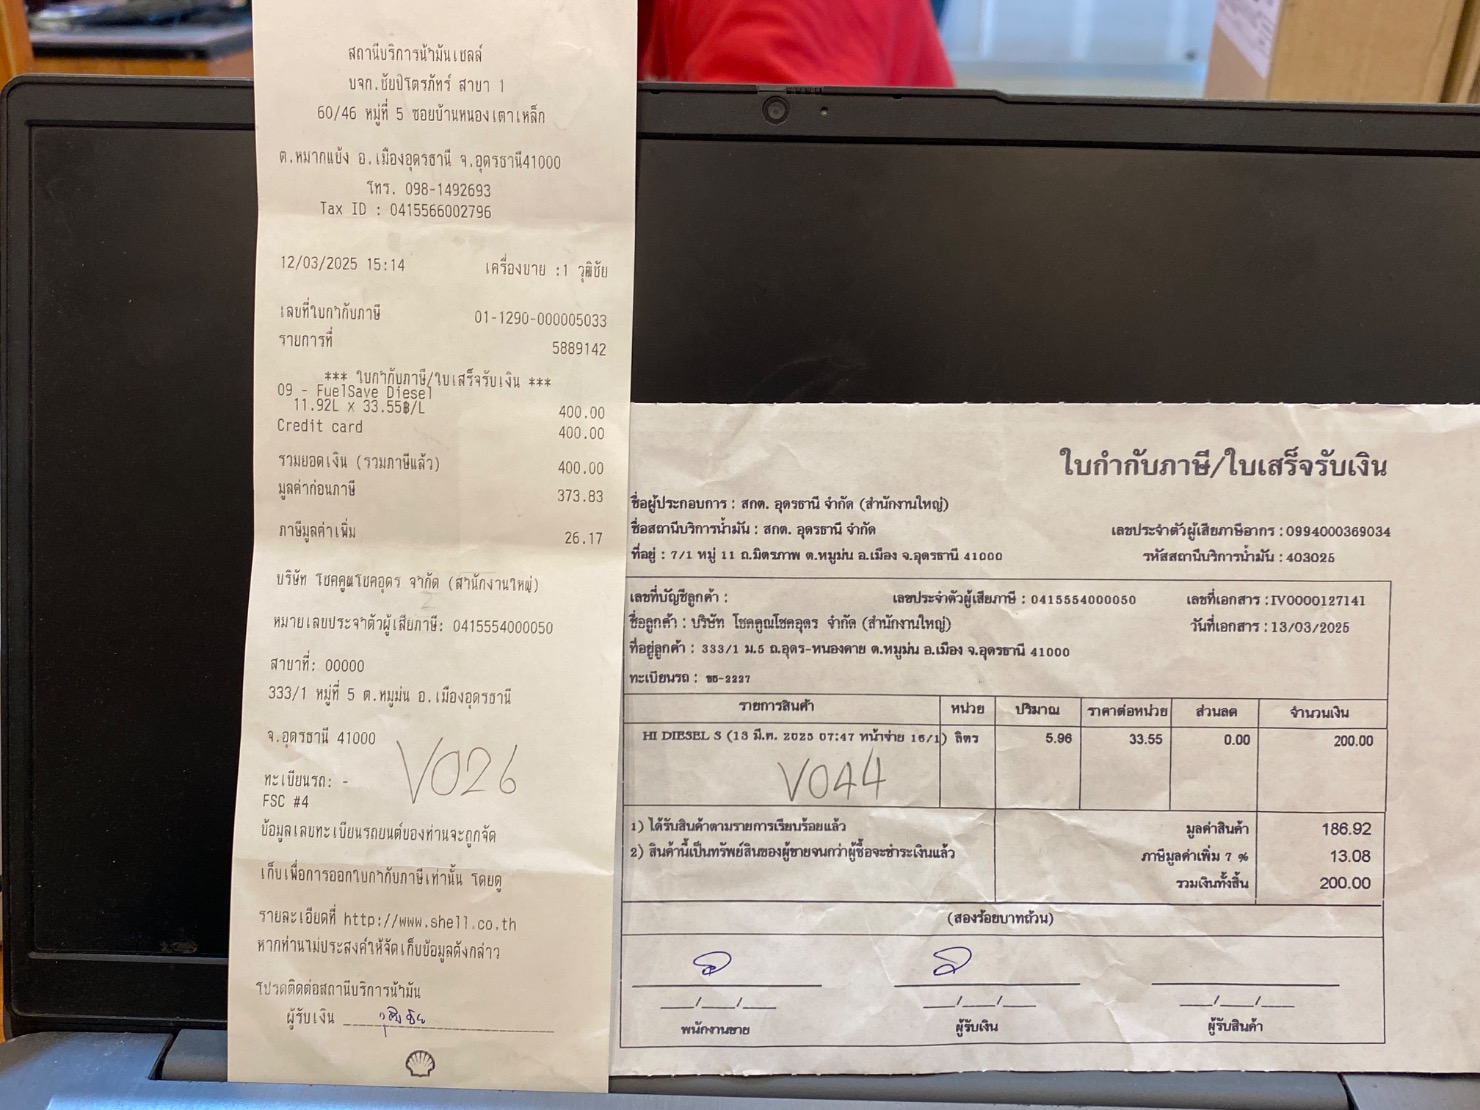 สถานีบริการน้ำมันเชลล์
บจก.ชัยปิโตรภัทร์ สาขา 1
60/46 หมู่ที่ 5 ซอยบ้านหนองเตาเหล็ก
ต.หมากแข้ง อ.เมืองอุดรธานี จ.อุดรธานี41000
โทร. 098-1492693
Tax ID : 0415566002796
12/03/2025 15:14 เครื่องขาย :1 วุฒิชัย
เลขที่ใบกำกับภาษี 01-1290-000005033
รายการที่ 5889142
*** ใบกำกับภาษี/ใบเสร็จรับเงิน ***
09 - FuelSave Diesel
11.92L x 33.55฿/L 400.00
Credit card 400.00
รวมยอดเงิน (รวมภาษีแล้ว) 400.00
มูลค่าก่อนภาษี 373.83
ภาษีมูลค่าเพิ่ม 26.17
บริษัท โชคคูณโชคอุดร จำกัด (สำนักงานใหญ่)
หมายเลขประจำตัวผู้เสียภาษี: 0415554000050
สาขาที่: 00000
333/1 หมู่ที่ 5 ต.หมูม่น อ.เมืองอุดรธานี
จ.อุดรธานี 41000
V026
ทะเบียนรถ: -
FSC #4
ข้อมูลเลขทะเบียนรถยนต์ของท่านจะถูกจัด
เก็บเพื่อการออกใบกำกับภาษีเท่านั้น โดยดู
รายละเอียดที่ http://www.shell.co.th
หากท่านไม่ประสงค์ให้จัดเก็บข้อมูลดังกล่าว
โปรดติดต่อสถานีบริการน้ำมัน
ผู้รับเงิน วุฒิชัย
ใบกำกับภาษี/ใบเสร็จรับเงิน
ชื่อผู้ประกอบการ : สกต. อุดรธานี จำกัด (สำนักงานใหญ่)
ชื่อสถานีบริการน้ำมัน : สกต. อุดรธานี จำกัด เลขประจำตัวผู้เสียภาษีอากร : 0994000369034
ที่อยู่ : 7/1 หมู่ 11 ถ.มิตรภาพ ต.หมูม่น อ.เมือง จ.อุดรธานี 41000 รหัสสถานีบริการน้ำมัน : 403025
เลขที่บัญชีลูกค้า : เลขประจำตัวผู้เสียภาษี : 0415554000050 เลขที่เอกสาร : IV0000127141
ชื่อลูกค้า : บริษัท โชคคูณโชคอุดร จำกัด (สำนักงานใหญ่) วันที่เอกสาร : 13/03/2025
ที่อยู่ลูกค้า : 333/1 ม.5 ถ.อุดร-หนองคาย ต.หมูม่น อ.เมือง จ.อุดรธานี 41000
ทะเบียนรถ : -2227
รายการสินค้า หน่วย ปริมาณ ราคาต่อหน่วย ส่วนลด จำนวนเงิน
HI DIESEL S (13 มี.ค. 2025 07:47 หน้าจ่าย 16/1) ลิตร 5.96 33.55 0.00 200.00
V044
1) ได้รับสินค้าตามรายการเรียบร้อยแล้ว มูลค่าสินค้า 186.92
2) สินค้านี้เป็นทรัพย์สินของผู้ขายจนกว่าผู้ซื้อจะชำระเงินแล้ว ภาษีมูลค่าเพิ่ม 7 % 13.08
รวมเงินทั้งสิ้น 200.00
(สองร้อยบาทถ้วน)
__/__/__ __/__/__ __/__/__
พนักงานขาย ผู้รับเงิน ผู้รับสินค้า